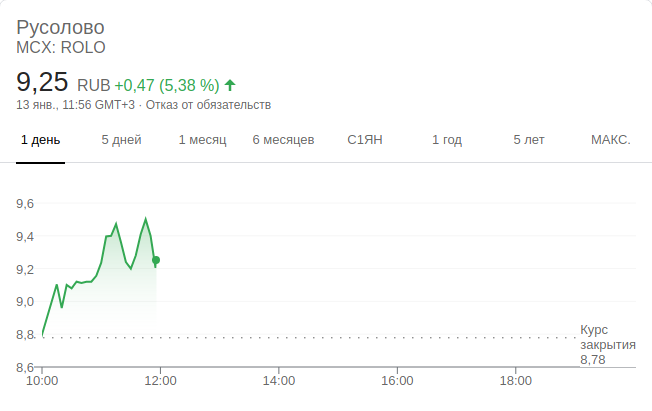 Русолово
MCX: ROLO
9,25 RUB +0,47 (5,38 %)
13 янв., 11:56 GMT+3 · Отказ от обязательств
1 день 5 дней 1 месяц 6 месяцев С1ЯН 1 год 5 лет МАКС.
9,6
9,4
9,2
9,0
8,8
8,6
Курс
закрытия
8,78
10:00 12:00 14:00 16:00 18:00